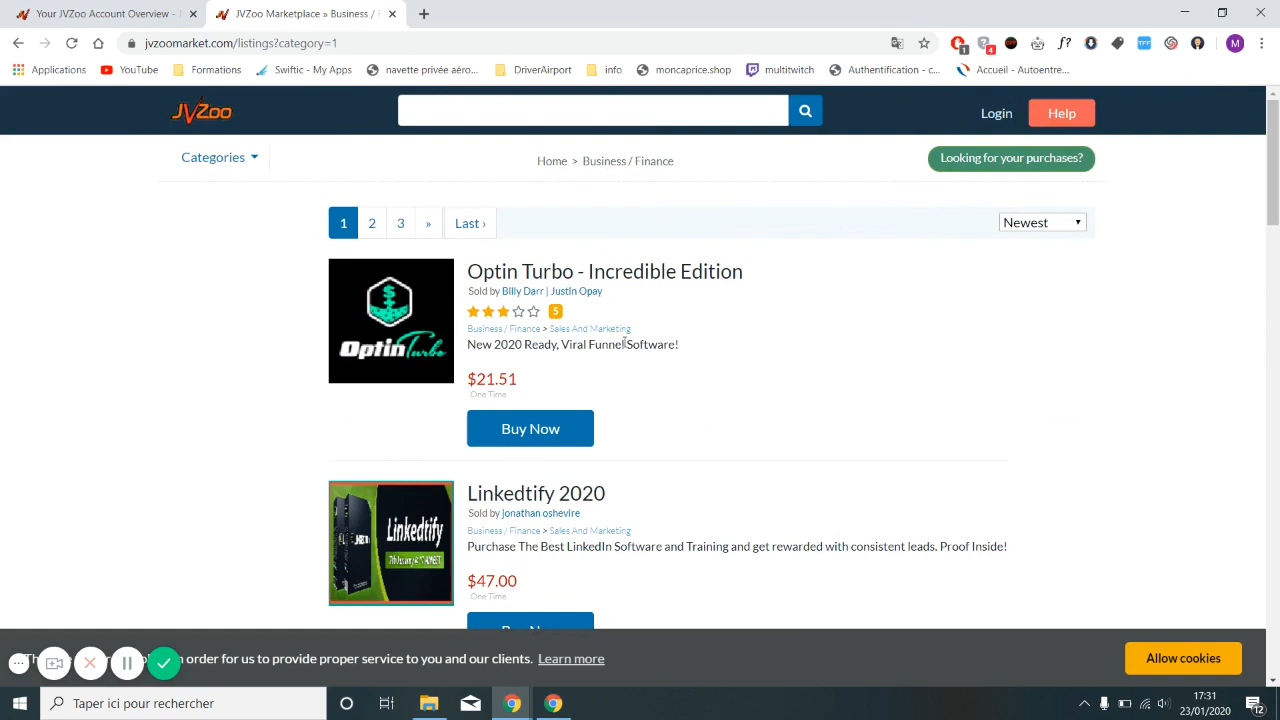 Your JVZoo Account Overview -
JVZoo Marketplace » Business / F
jvzoomarket.com/listings?category=1
1
4
f?
TFF
M
Applications
YouTube
Formations
Swiftic - My Apps
navette privée aéro...
DriverAirport
info
moncaprice.shop
multitwitch
Authentification - c...
Accueil - Autoentre...
JVZoo
Login
Help
Categories
Home > Business / Finance
Looking for your purchases?
1 2 3 » Last ›
Newest
Optin Turbo - Incredible Edition
Sold by Billy Darr | Justin Opay
5
Business / Finance > Sales And Marketing
New 2020 Ready, Viral Funnel Software!
$21.51
One Time
Buy Now
OptinTurbo
Linkedtify 2020
Sold by jonathan oshevire
Business / Finance > Sales And Marketing
Purchase The Best LinkedIn Software and Training and get rewarded with consistent leads. Proof Inside!
$47.00
One Time
Linkedtify
n order for us to provide proper service to you and our clients. Learn more
Allow cookies
Taper ici pour rechercher
17:31
23/01/2020
12